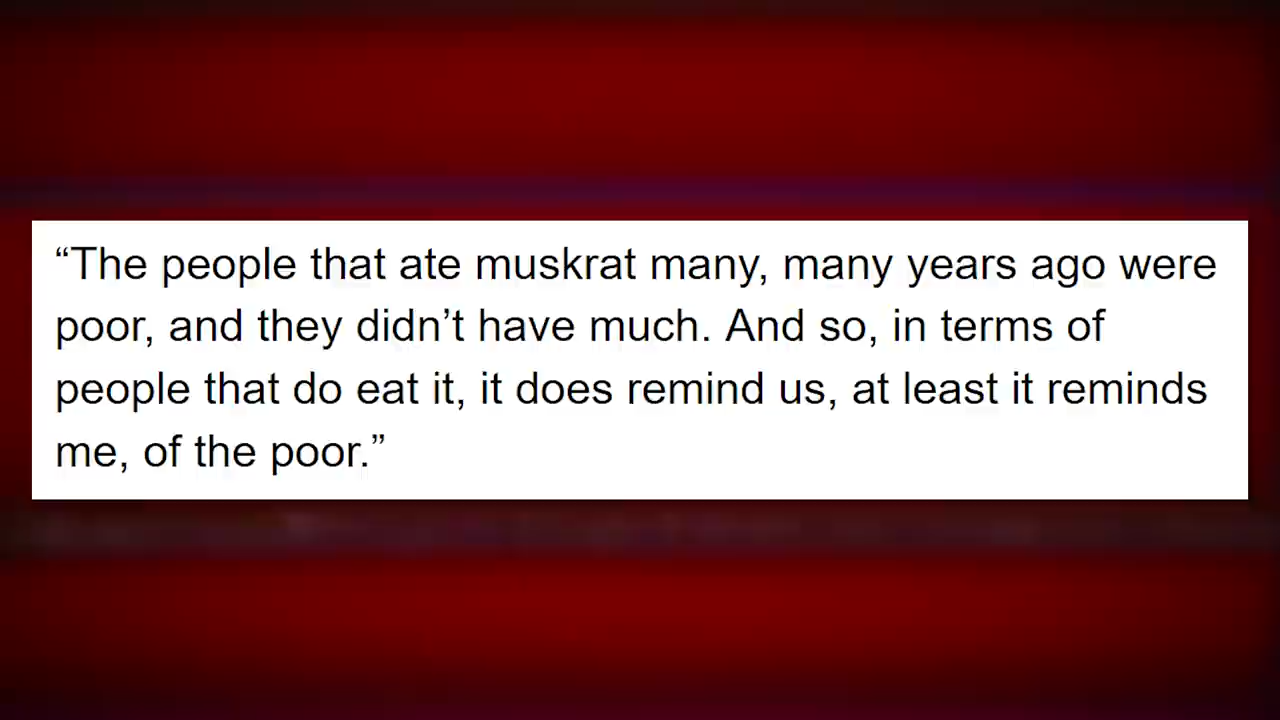 “The people that ate muskrat many, many years ago were
poor, and they didn’t have much. And so, in terms of
people that do eat it, it does remind us, at least it reminds
me, of the poor.”